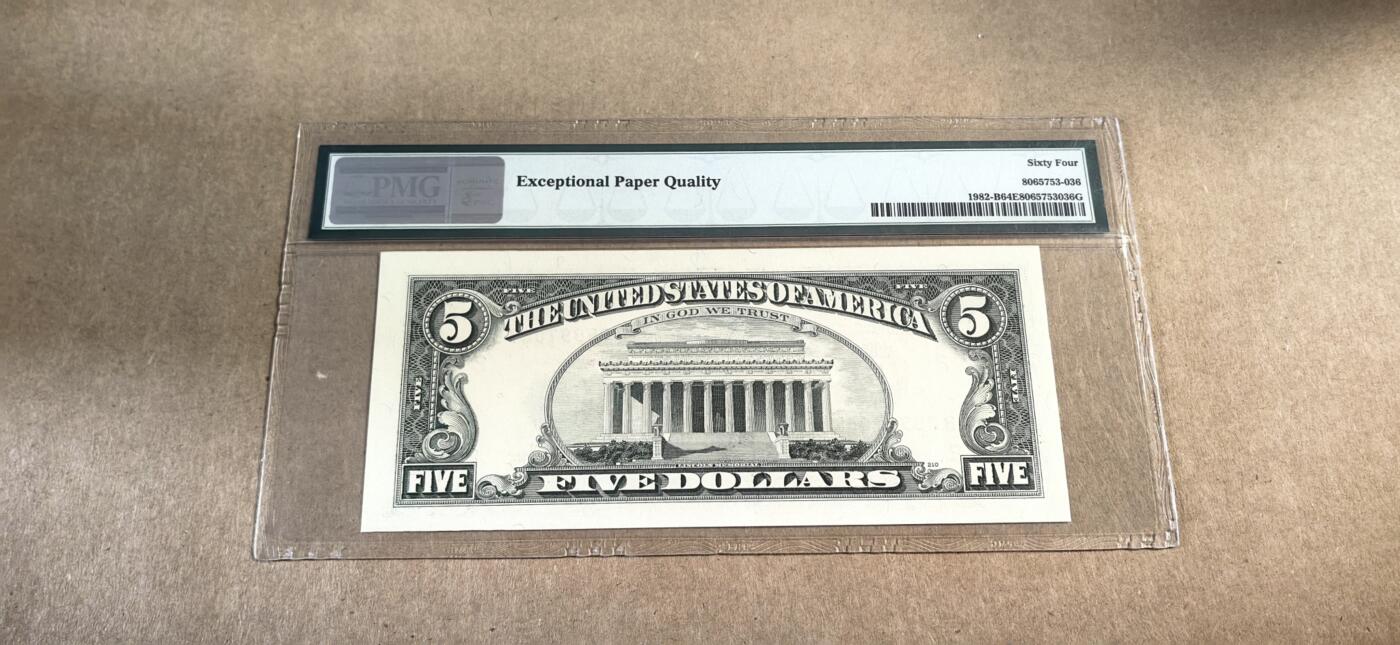 PMG
Exceptional Paper Quality
Sixty Four
8065753-036
1982-B64E8065753036G
FIVE FIVE
5 THE UNITED STATES OF AMERICA 5
IN GOD WE TRUST
FIVE FIVE
LINCOLN MEMORIAL
210
FIVE FIVE DOLLARS FIVE